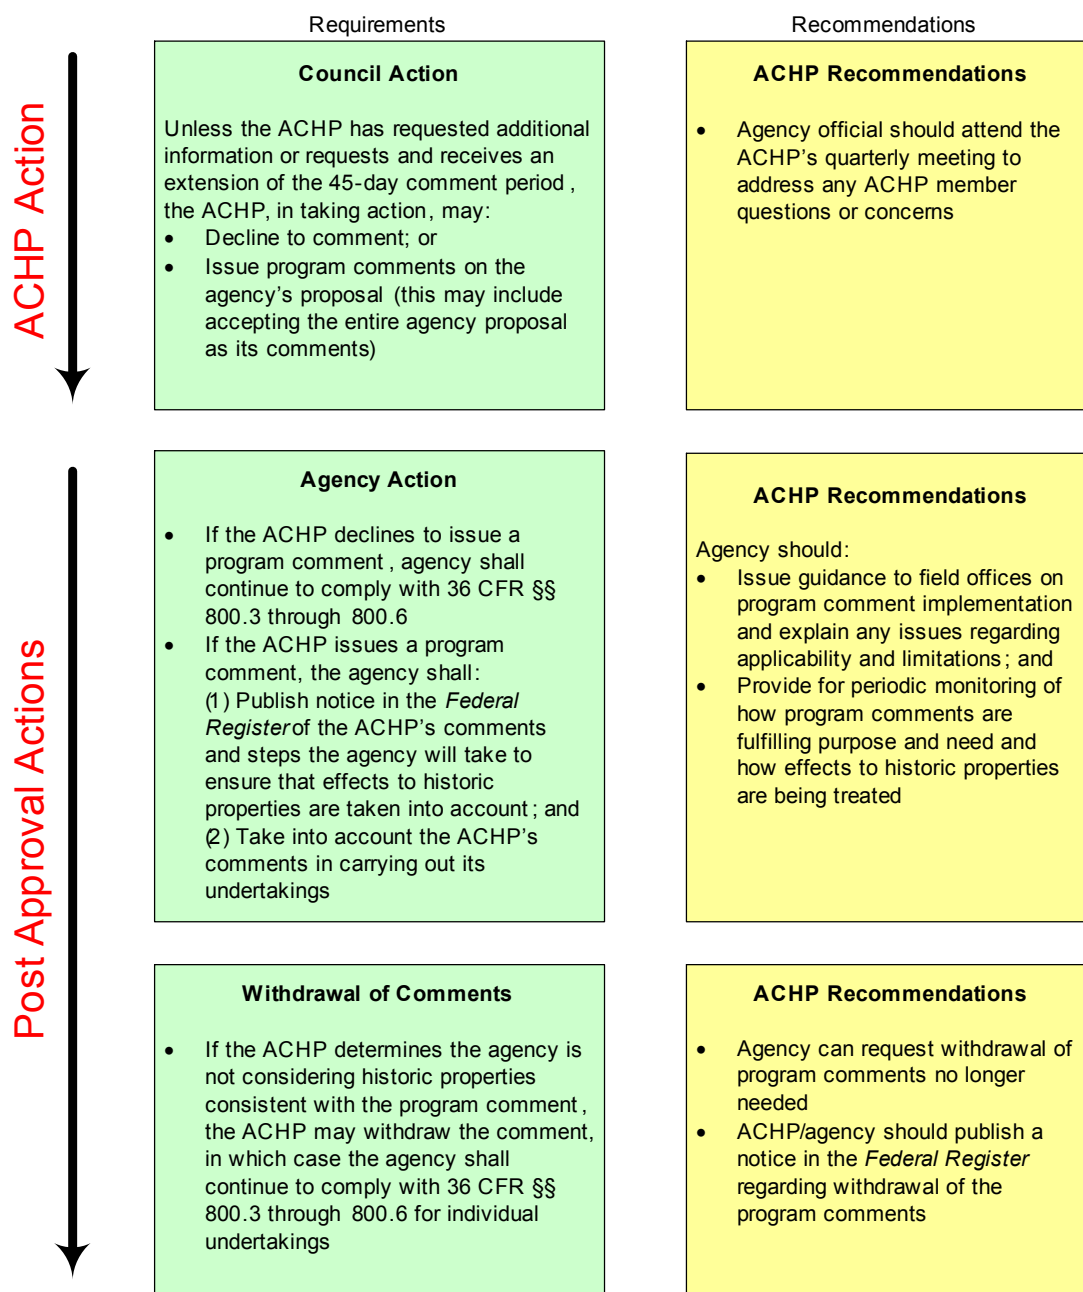 Requirements
Recommendations
ACHP Action
Council Action
Unless the ACHP has requested additional
information or requests and receives an
extension of the 45-day comment period,
the ACHP, in taking action, may:
• Decline to comment; or
• Issue program comments on the
agency’s proposal (this may include
accepting the entire agency proposal
as its comments)
ACHP Recommendations
• Agency official should attend the
ACHP’s quarterly meeting to
address any ACHP member
questions or concerns
Post Approval Actions
Agency Action
• If the ACHP declines to issue a
program comment, agency shall
continue to comply with 36 CFR §§
800.3 through 800.6
• If the ACHP issues a program
comment, the agency shall:
(1) Publish notice in the Federal
Register of the ACHP’s comments
and steps the agency will take to
ensure that effects to historic
properties are taken into account; and
(2) Take into account the ACHP’s
comments in carrying out its
undertakings
ACHP Recommendations
Agency should:
• Issue guidance to field offices on
program comment implementation
and explain any issues regarding
applicability and limitations; and
• Provide for periodic monitoring of
how program comments are
fulfilling purpose and need and
how effects to historic properties
are being treated
Withdrawal of Comments
• If the ACHP determines the agency is
not considering historic properties
consistent with the program comment,
the ACHP may withdraw the comment,
in which case the agency shall
continue to comply with 36 CFR §§
800.3 through 800.6 for individual
undertakings
ACHP Recommendations
• Agency can request withdrawal of
program comments no longer
needed
• ACHP/agency should publish a
notice in the Federal Register
regarding withdrawal of the
program comments